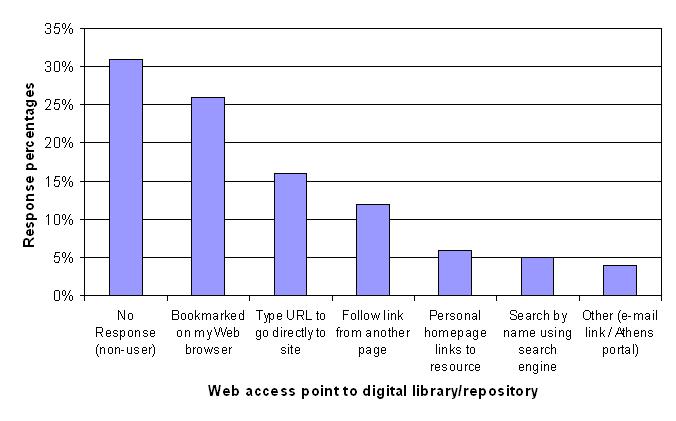 35%
30%
25%
20%
15%
10%
5%
0%
Response percentages
No
Response
(non-user)
Bookmarked
on my Web
browser
Type URL to
go directly to
site
Follow link
from another
page
Personal
homepage
links to
resource
Search by
name using
search
engine
Other (e-mail
link / Athens
portal)
Web access point to digital library/repository